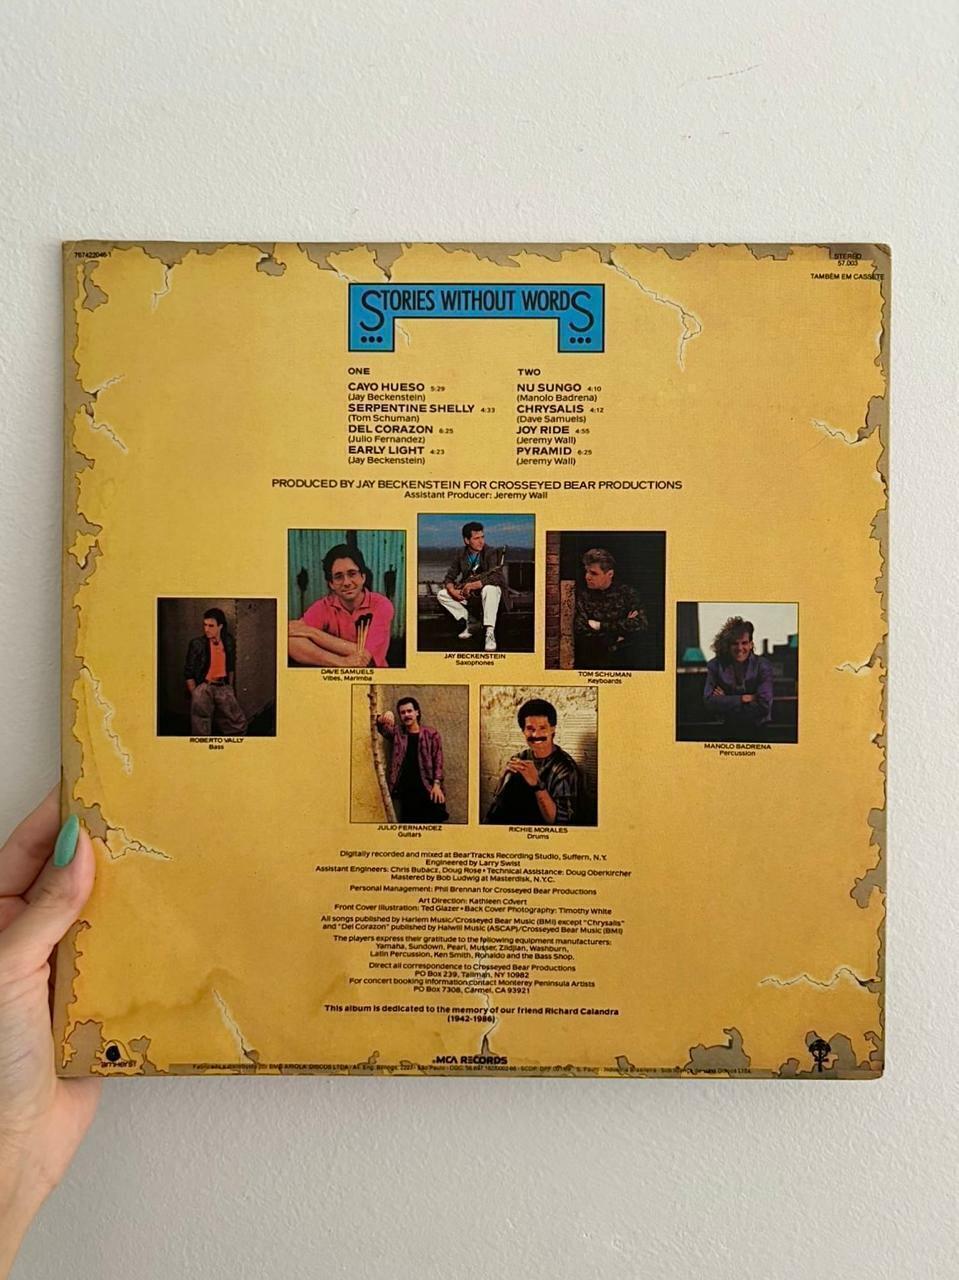 767422046-1
STEREO
57.003
TAMBÉM EM CASSETE
STORIES WITHOUT WORDS
ONE
CAYO HUESO 5:29
(Jay Beckenstein)
SERPENTINE SHELLY 4:33
(Tom Schuman)
DEL CORAZON 6:25
(Julio Fernandez)
EARLY LIGHT 4:23
(Jay Beckenstein)
TWO
NU SUNGO 4:10
(Manolo Badrena)
CHRYSALIS 4:12
(Dave Samuels)
JOY RIDE 4:55
(Jeremy Wall)
PYRAMID 6:25
(Jeremy Wall)
PRODUCED BY JAY BECKENSTEIN FOR CROSSEYED BEAR PRODUCTIONS
Assistant Producer: Jeremy Wall
ROBERTO VALLY
Bass
DAVE SAMUELS
Vibes, Marimba
JAY BECKENSTEIN
Saxophones
TOM SCHUMAN
Keyboards
MANOLO BADRENA
Percussion
JULIO FERNANDEZ
Guitars
RICHIE MORALES
Drums
Digitally recorded and mixed at BearTracks Recording Studio, Suffern, N.Y.
Engineered by Larry Swist
Assistant Engineers: Chris Bubacz, Doug Rose • Technical Assistance: Doug Oberkircher
Mastered by Bob Ludwig at Masterdisk, N.Y.C.
Personal Management: Phil Brennan for Crosseyed Bear Productions
Art Direction: Kathleen Covert
Front Cover Illustration: Ted Glazer • Back Cover Photography: Timothy White
All songs published by Harlem Music/Crosseyed Bear Music (BMI) except "Chrysalis"
and "Del Corazon" published by Halwill Music (ASCAP)/Crosseyed Bear Music (BMI)
The players express their gratitude to the following equipment manufacturers:
Yamaha, Sundown, Pearl, Musser, Zildjian, Washburn,
Latin Percussion, Ken Smith, Rohaldo and the Bass Shop.
Direct all correspondence to Crosseyed Bear Productions
PO Box 239, Tallman, NY 10982
For concert booking information contact Monterey Peninsula Artists
PO Box 7308, Carmel, CA 93921
This album is dedicated to the memory of our friend Richard Calandra
(1942-1986)
amherst
MCA RECORDS
BMG ARIOLA DISCOS LTDA